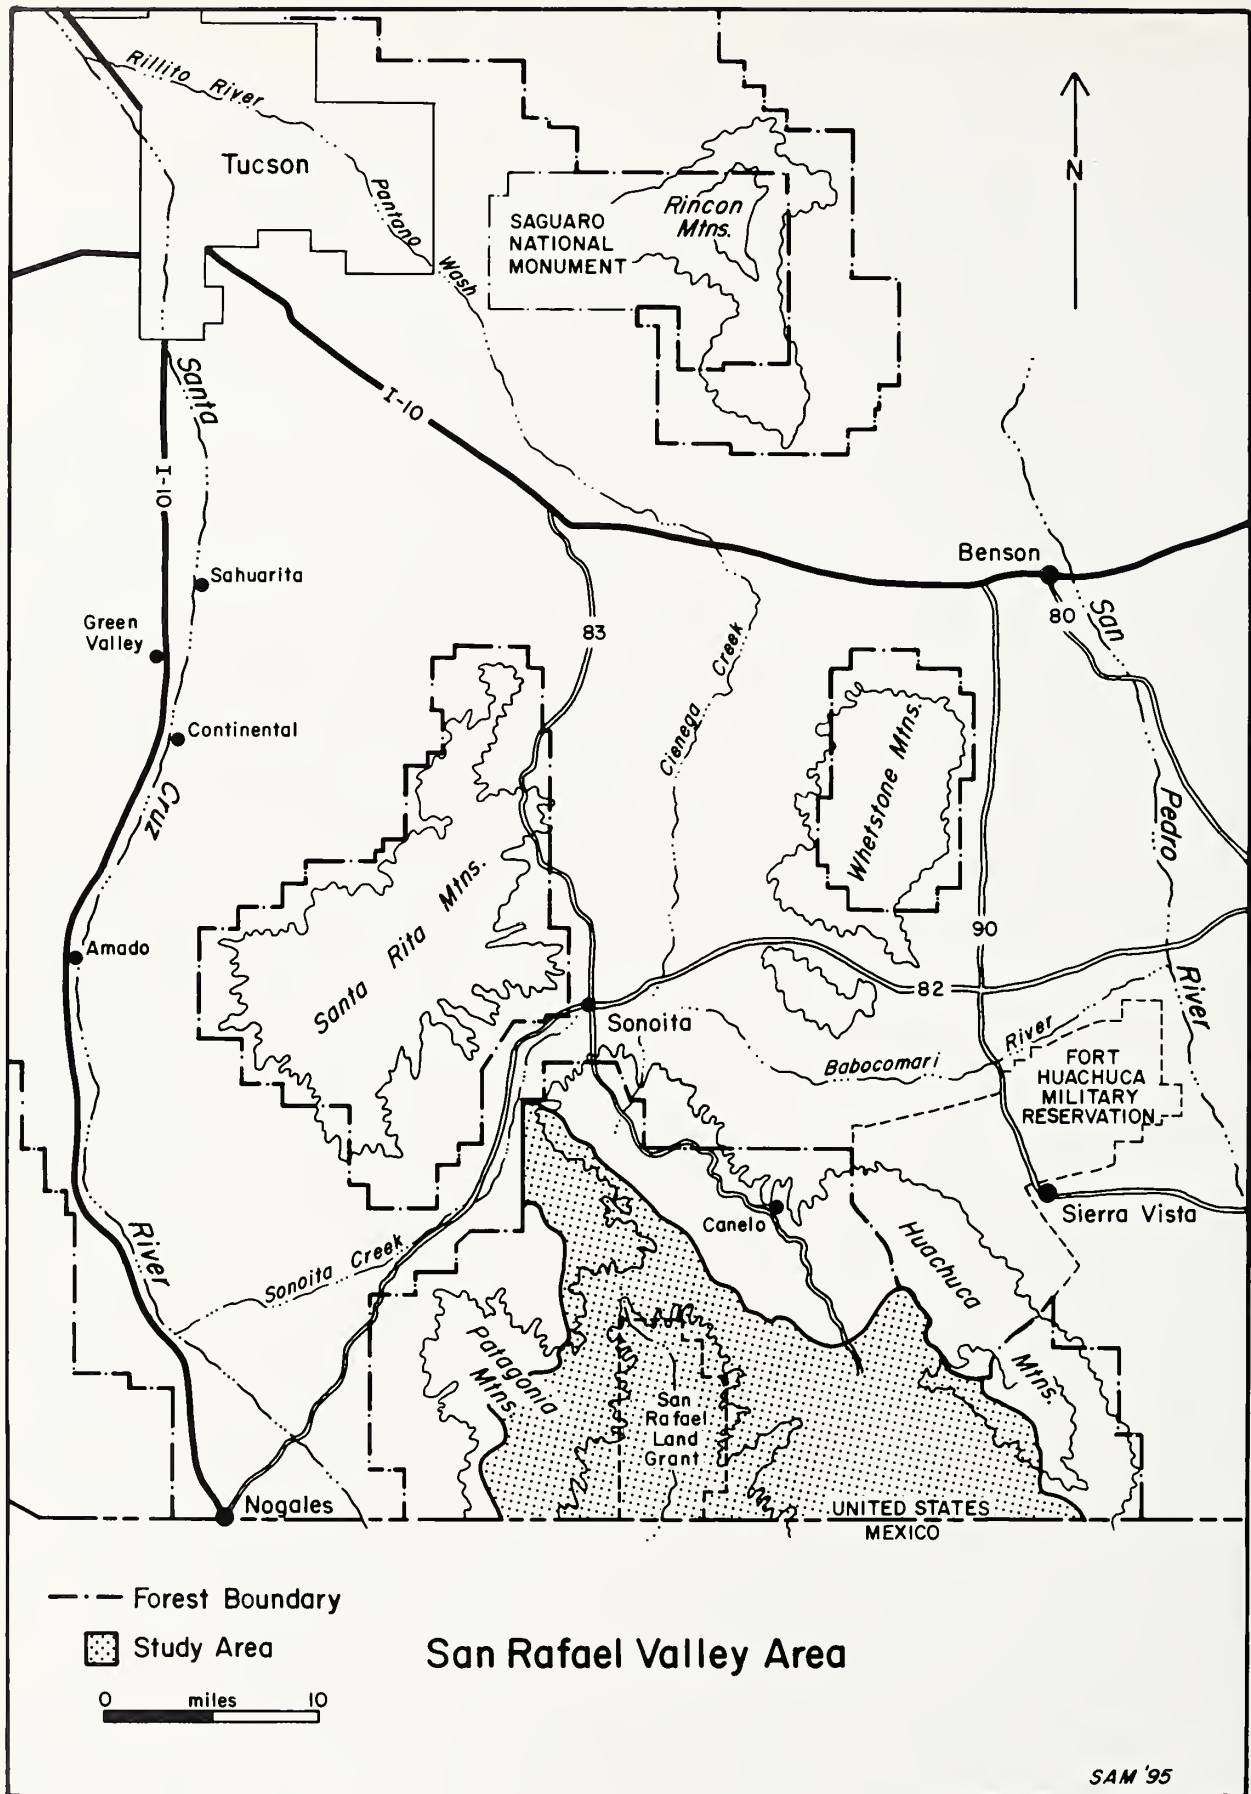 Rillito River
Tucson
Pantano
Wash
SAGUARO
NATIONAL
MONUMENT
Rincon
Mtns.
N
I-10
Santa
I-10
Benson
Sahuarita
80
San
Green
Valley
83
Cienega Creek
Continental
Whetstone Mtns.
Cruz
Pedro
Santa Rita Mtns.
90
Amado
82
River
Sonoita
Babocomari River
FORT
HUACHUCA
MILITARY
RESERVATION
Canelo
Sierra Vista
River
Sonoita Creek
Huachuca
Mtns.
Patagonia
Mtns.
San
Rafael
Land
Grant
Nogales
UNITED STATES
MEXICO
Forest Boundary
Study Area
San Rafael Valley Area
0 miles 10
SAM '95